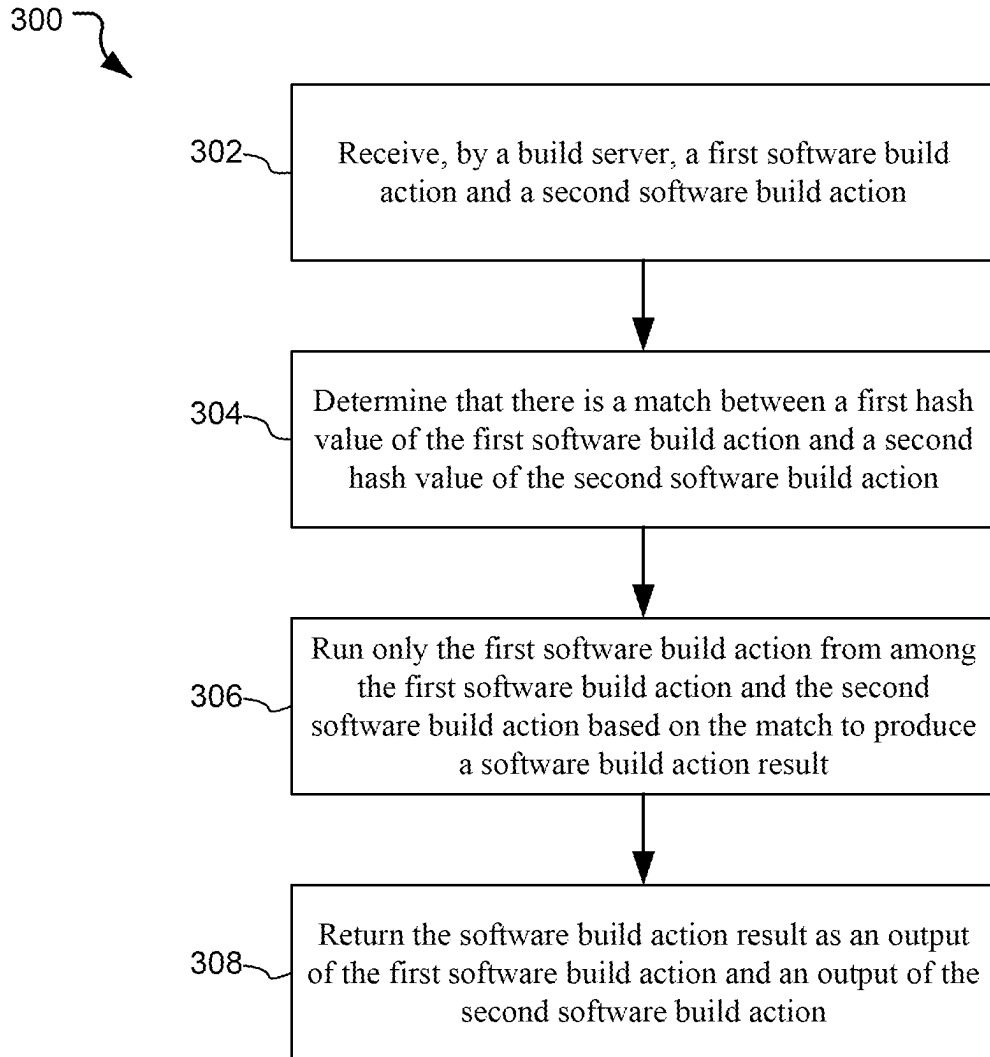 300
302
Receive, by a build server, a first software build
action and a second software build action
304
Determine that there is a match between a first hash
value of the first software build action and a second
hash value of the second software build action
306
Run only the first software build action from among
the first software build action and the second
software build action based on the match to produce
a software build action result
308
Return the software build action result as an output
of the first software build action and an output of the
second software build action